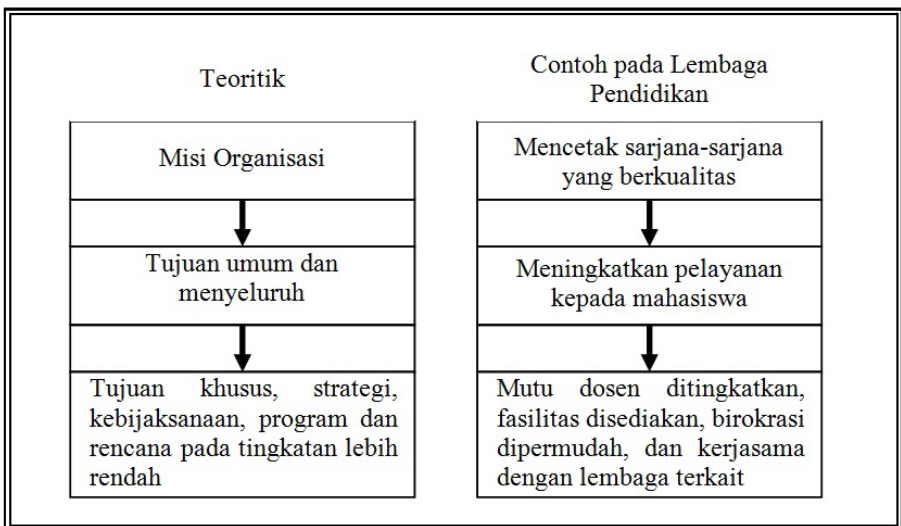 Teoritik
Misi Organisasi
Tujuan umum dan
menyeluruh
Tujuan khusus, strategi,
kebijaksanaan, program dan
rencana pada tingkatan lebih
rendah
Contoh pada Lembaga
Pendidikan
Mencetak sarjana-sarjana
yang berkualitas
Meningkatkan pelayanan
kepada mahasiswa
Mutu dosen ditingkatkan,
fasilitas disediakan, birokrasi
dipermudah, dan kerjasama
dengan lembaga terkait